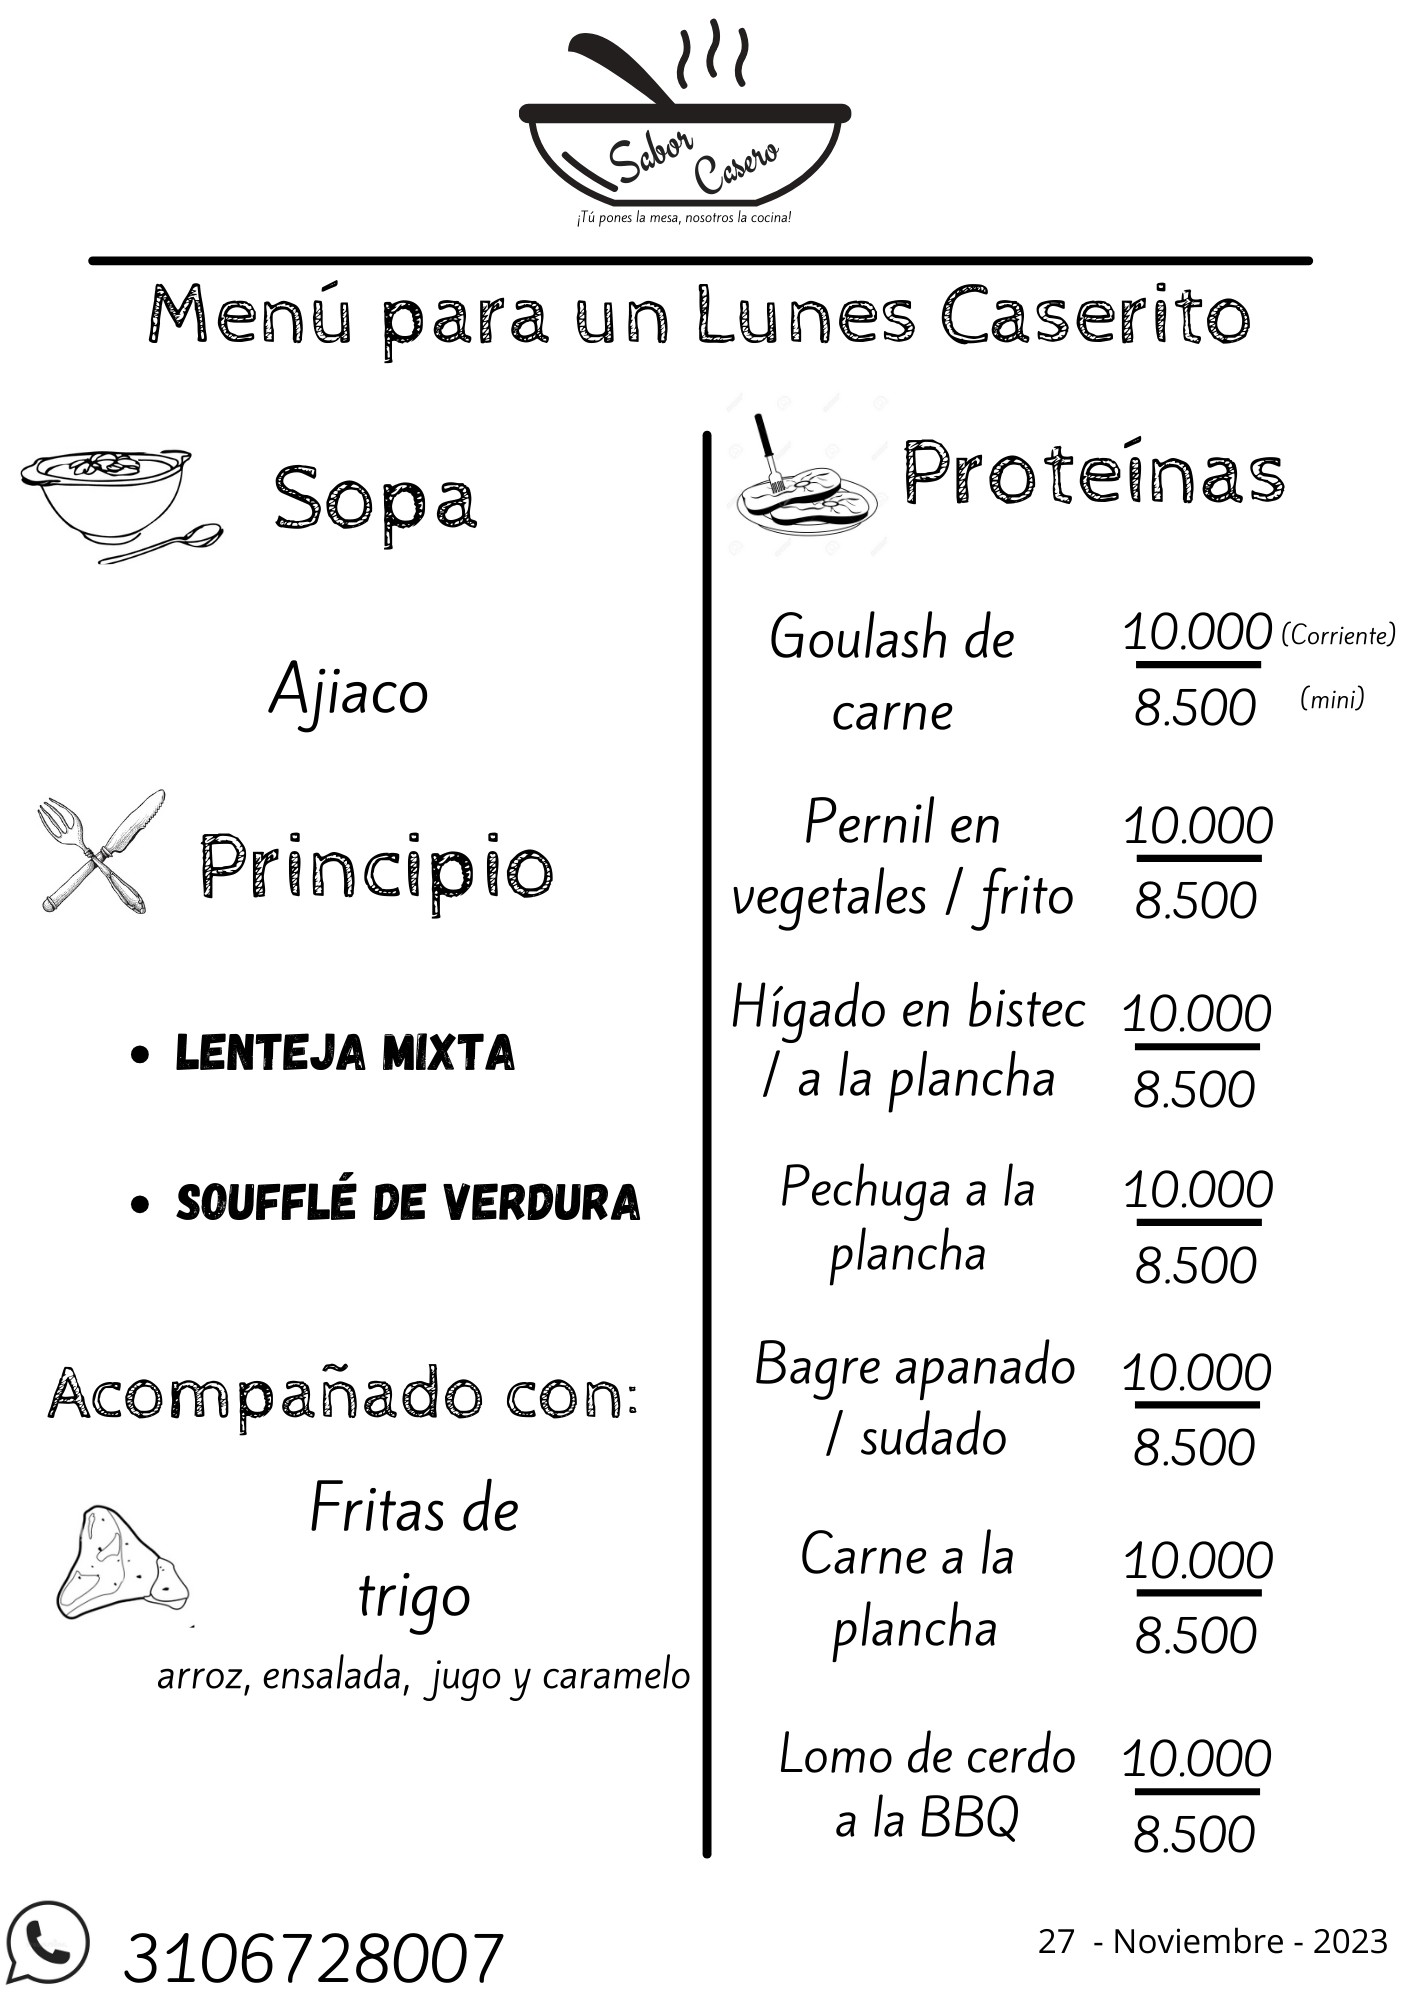 Sabor
Casero
¡Tú pones la mesa, nosotros la cocina!
Menú para un Lunes Caserito
Sopa
Ajiaco
Principio
• LENTEJA MIXTA
• SOUFFLÉ DE VERDURA
Acompañado con:
Fritas de
trigo
arroz, ensalada, jugo y caramelo
Proteínas
Goulash de
carne
10.000 (Corriente)
8.500 (mini)
Pernil en
vegetales / frito
10.000
8.500
Hígado en bistec
/ a la plancha
10.000
8.500
Pechuga a la
plancha
10.000
8.500
Bagre apanado
/ sudado
10.000
8.500
Carne a la
plancha
10.000
8.500
Lomo de cerdo
a la BBQ
10.000
8.500
3106728007
27 - Noviembre - 2023